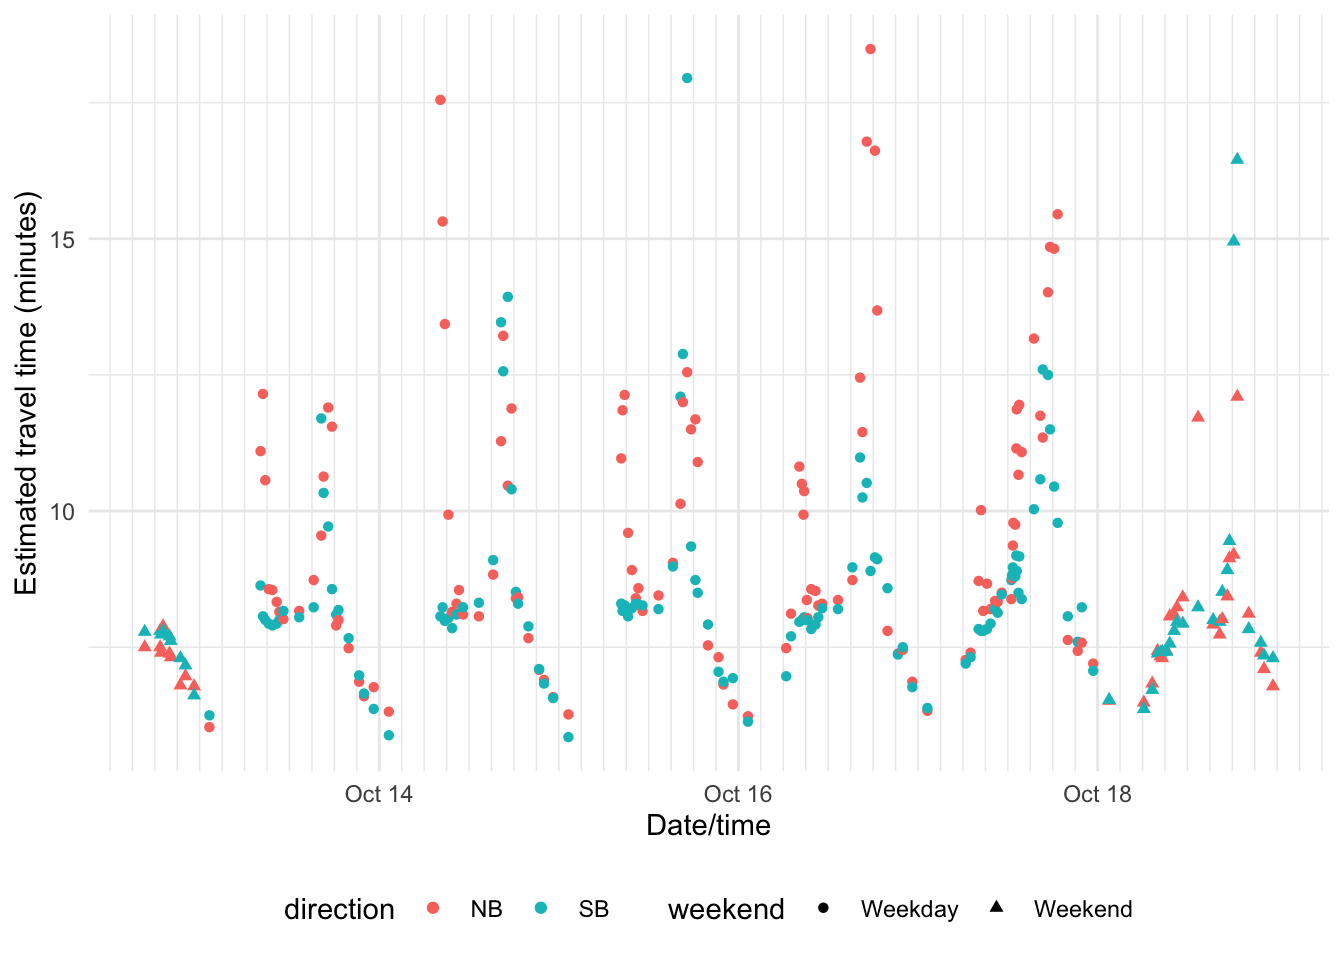 Estimated travel time (minutes)
15
10
Oct 14 Oct 16 Oct 18
Date/time
direction NB SB weekend Weekday Weekend